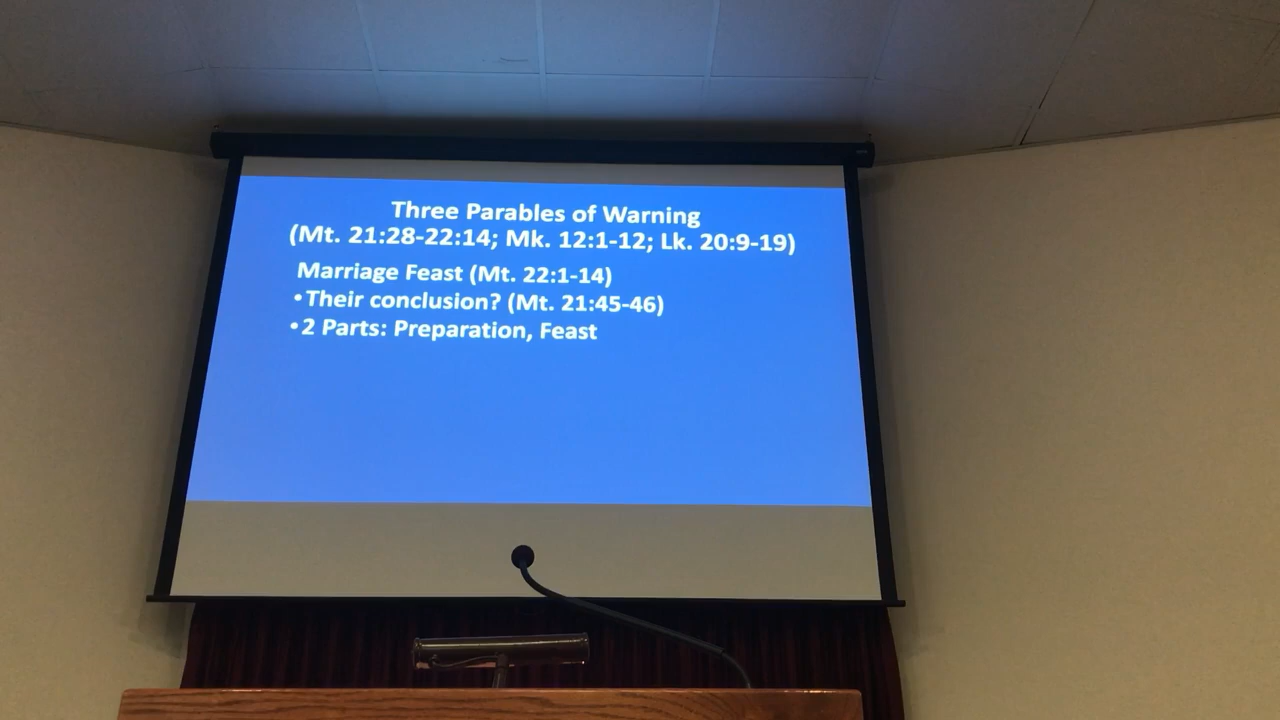 Three Parables of Warning
(Mt. 21:28-22:14; Mk. 12:1-12; Lk. 20:9-19)
Marriage Feast (Mt. 22:1-14)
•Their conclusion? (Mt. 21:45-46)
•2 Parts: Preparation, Feast